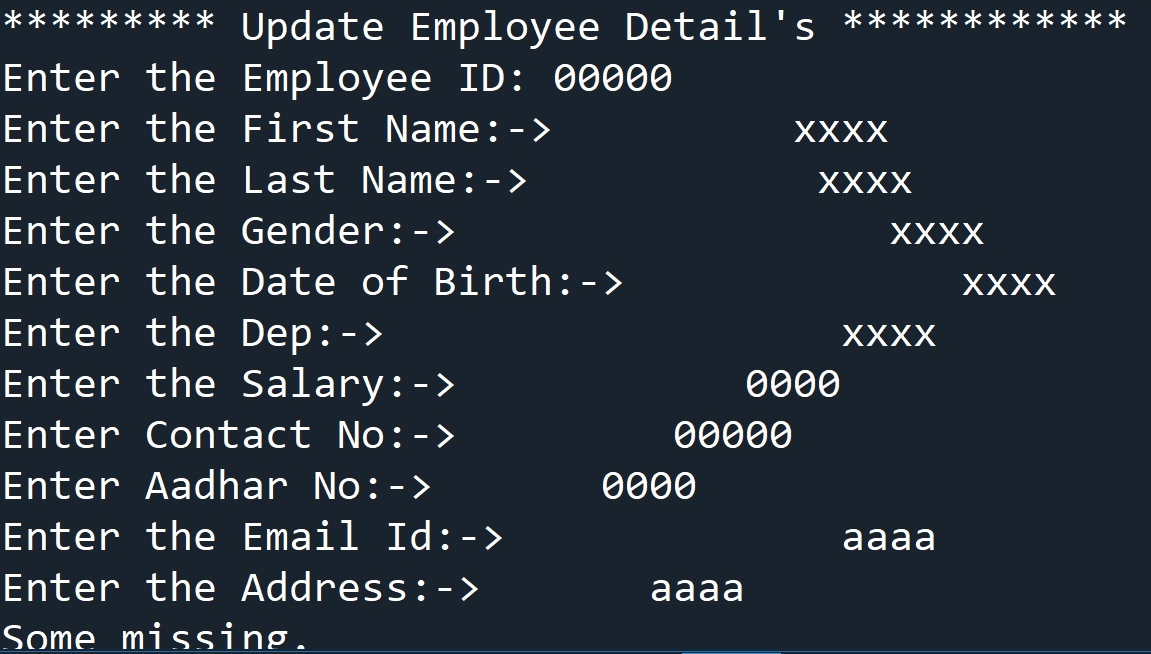 ********* Update Employee Detail's ************
Enter the Employee ID: 00000
Enter the First Name:-> xxxx
Enter the Last Name:-> xxxx
Enter the Gender:-> xxxx
Enter the Date of Birth:-> xxxx
Enter the Dep:-> xxxx
Enter the Salary:-> 0000
Enter Contact No:-> 00000
Enter Aadhar No:-> 0000
Enter the Email Id:-> aaaa
Enter the Address:-> aaaa
Some missing.